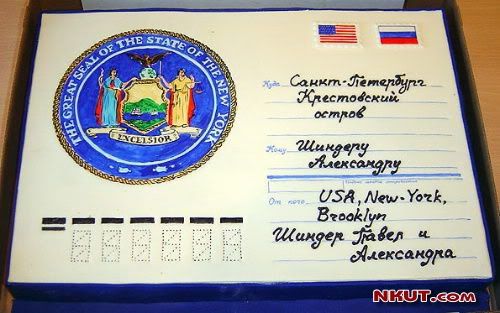 THE GREAT SEAL OF THE STATE OF THE NEW YORK
EXCELSIOR
Куда Санкт-Петербург
Крестовский
остров
Кому Шиндеру
Александру
От кого USA, New-York,
Brooklyn
Шиндер Павел и
Александра
NKUT.com